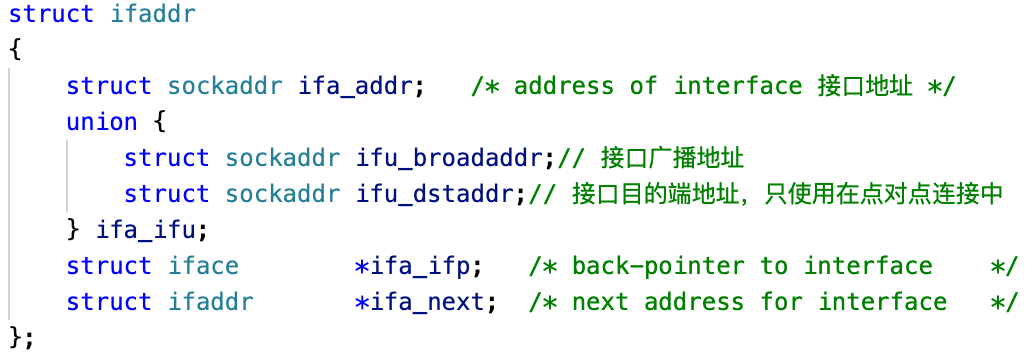 struct ifaddr
{
    struct sockaddr ifa_addr;   /* address of interface 接口地址 */
    union {
        struct sockaddr ifu_broadaddr;// 接口广播地址
        struct sockaddr ifu_dstaddr;// 接口目的端地址，只使用在点对点连接中
    } ifa_ifu;
    struct iface        *ifa_ifp;   /* back-pointer to interface    */
    struct ifaddr       *ifa_next;  /* next address for interface   */
};